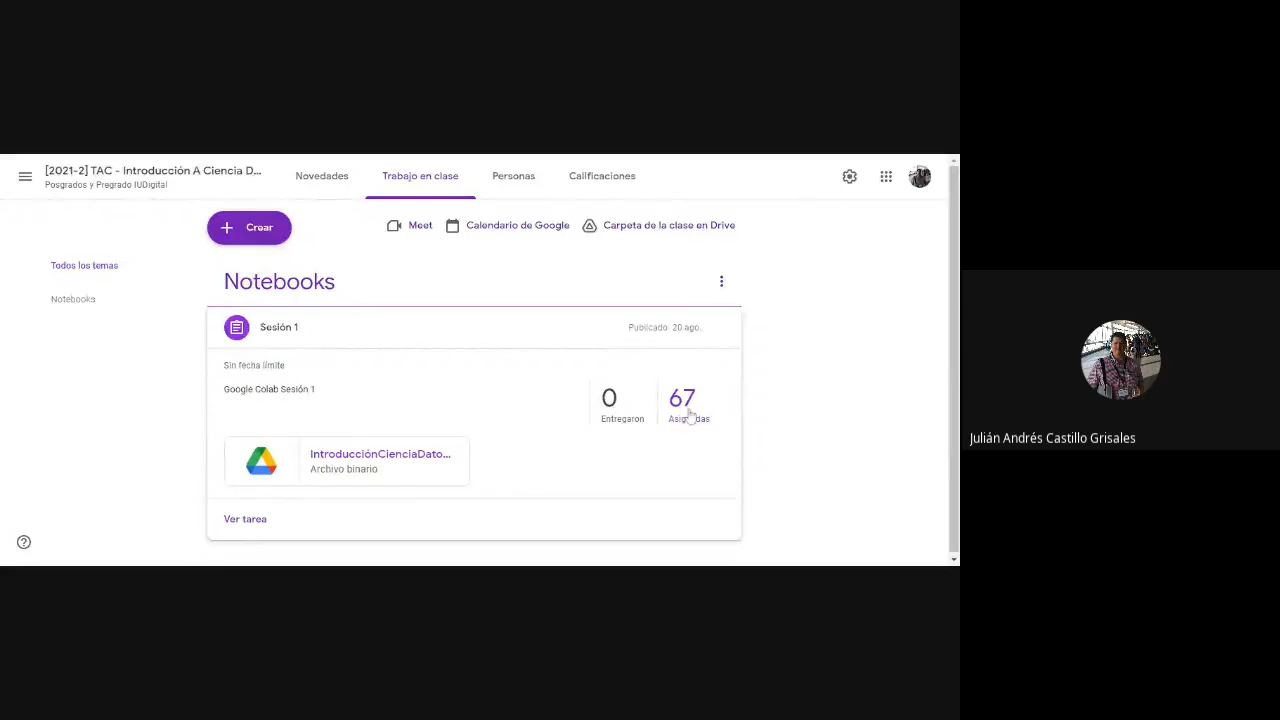 [2021-2] TAC - Introducción A Ciencia D...
Posgrados y Pregrado IUDigital
Novedades
Trabajo en clase
Personas
Calificaciones
Crear
Meet
Calendario de Google
Carpeta de la clase en Drive
Todos los temas
Notebooks
Notebooks
Sesión 1
Publicado: 20 ago.
Sin fecha límite
Google Colab Sesión 1
0
Entregaron
67
IntroducciónCienciaDato...
Archivo binario
Ver tarea
Julián Andrés Castillo Grisales